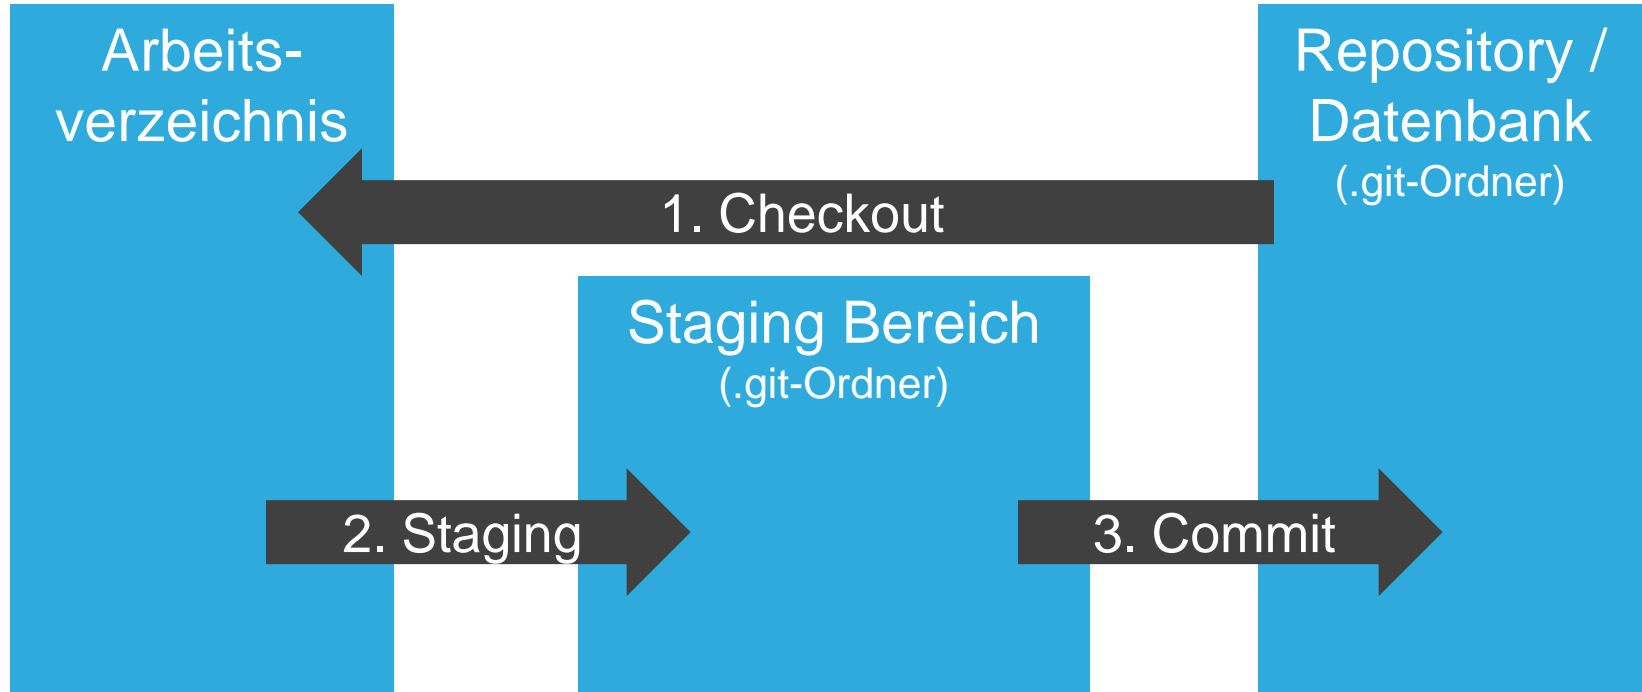 Arbeits-
verzeichnis
Repository /
Datenbank
(.git-Ordner)
1. Checkout
Staging Bereich
(.git-Ordner)
2. Staging
3. Commit